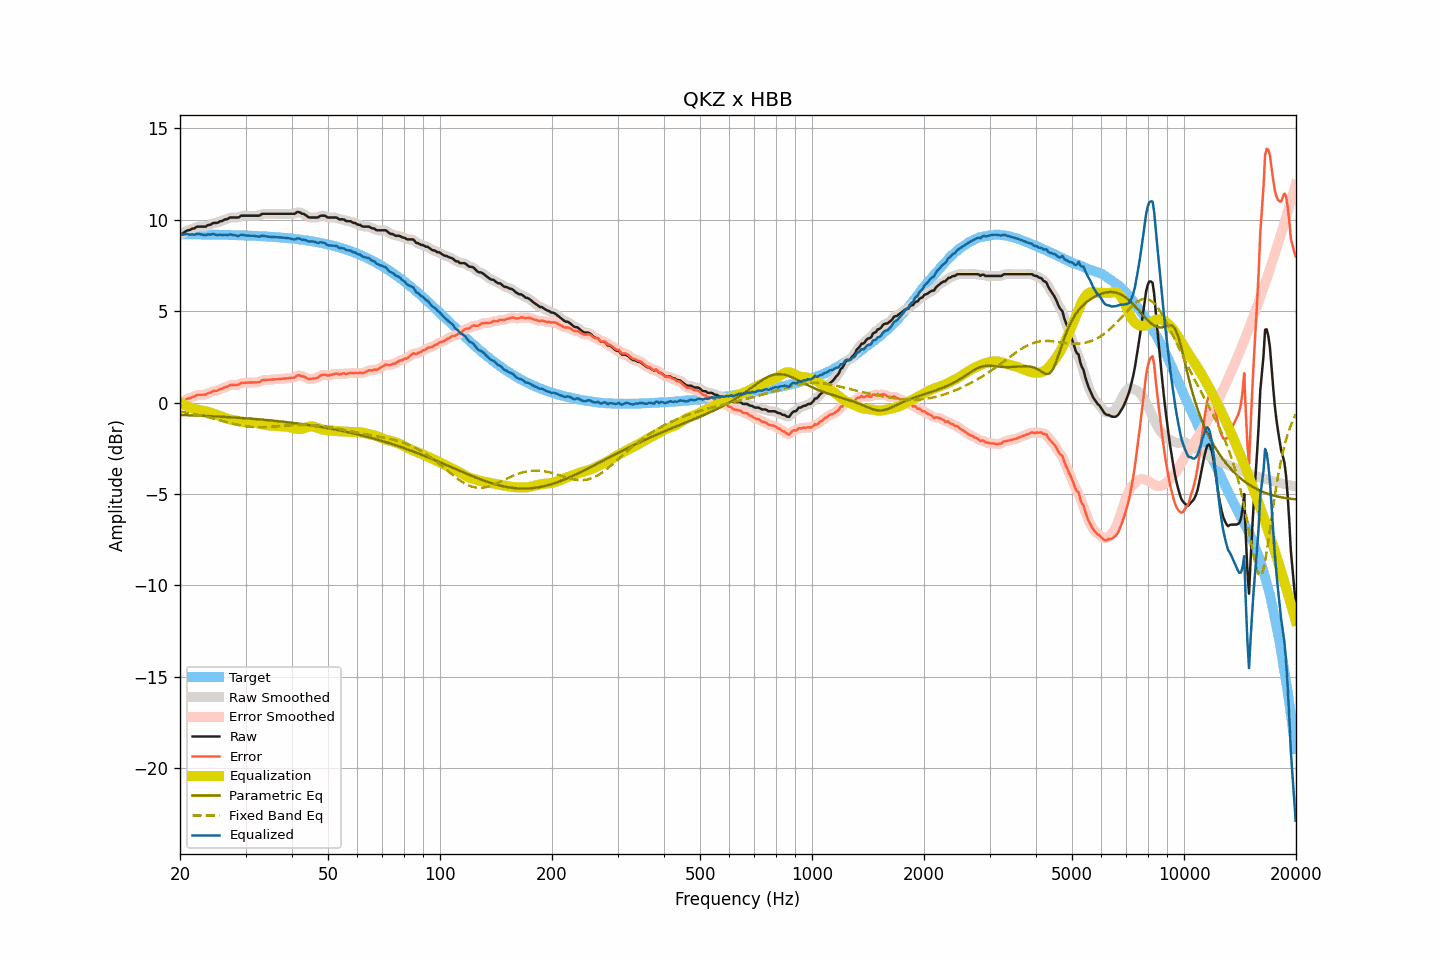 QKZ x HBB
15
10
5
0
−5
−10
−15
−20
Amplitude (dBr)
Target
Raw Smoothed
Error Smoothed
Raw
Error
Equalization
Parametric Eq
Fixed Band Eq
Equalized
20 50 100 200 500 1000 2000 5000 10000 20000
Frequency (Hz)